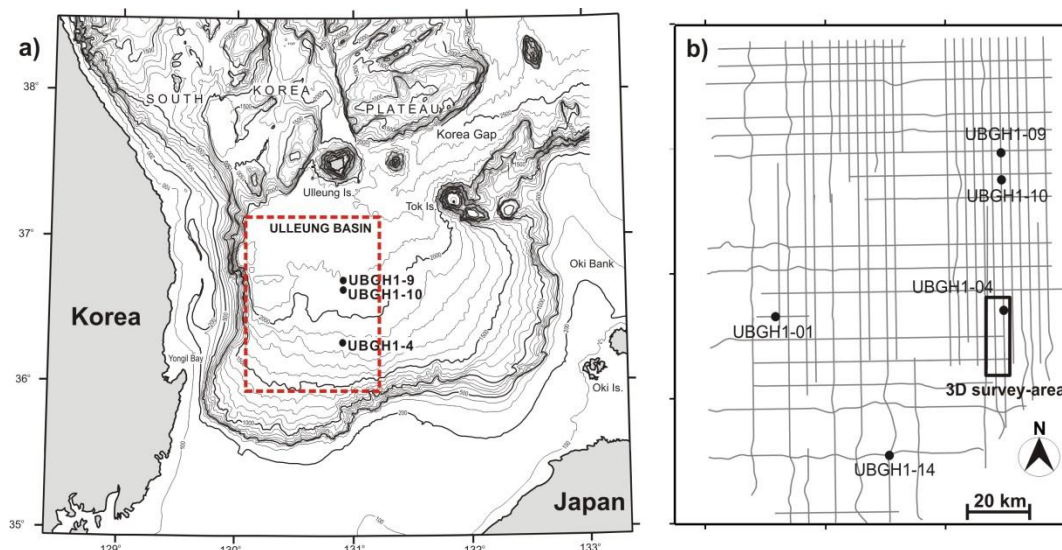 a)
SOUTH KOREA PLATEAU
Korea Gap
Ulleung Is.
Tok Is.
ULLEUNG BASIN
Oki Bank
UBGH1-9
UBGH1-10
Korea
UBGH1-4
Yongil Bay
Oki Is.
Japan
38°
37°
36°
35°
129°
130°
131°
132°
133°
b)
UBGH1-09
UBGH1-10
UBGH1-04
UBGH1-01
3D survey-area
N
UBGH1-14
20 km